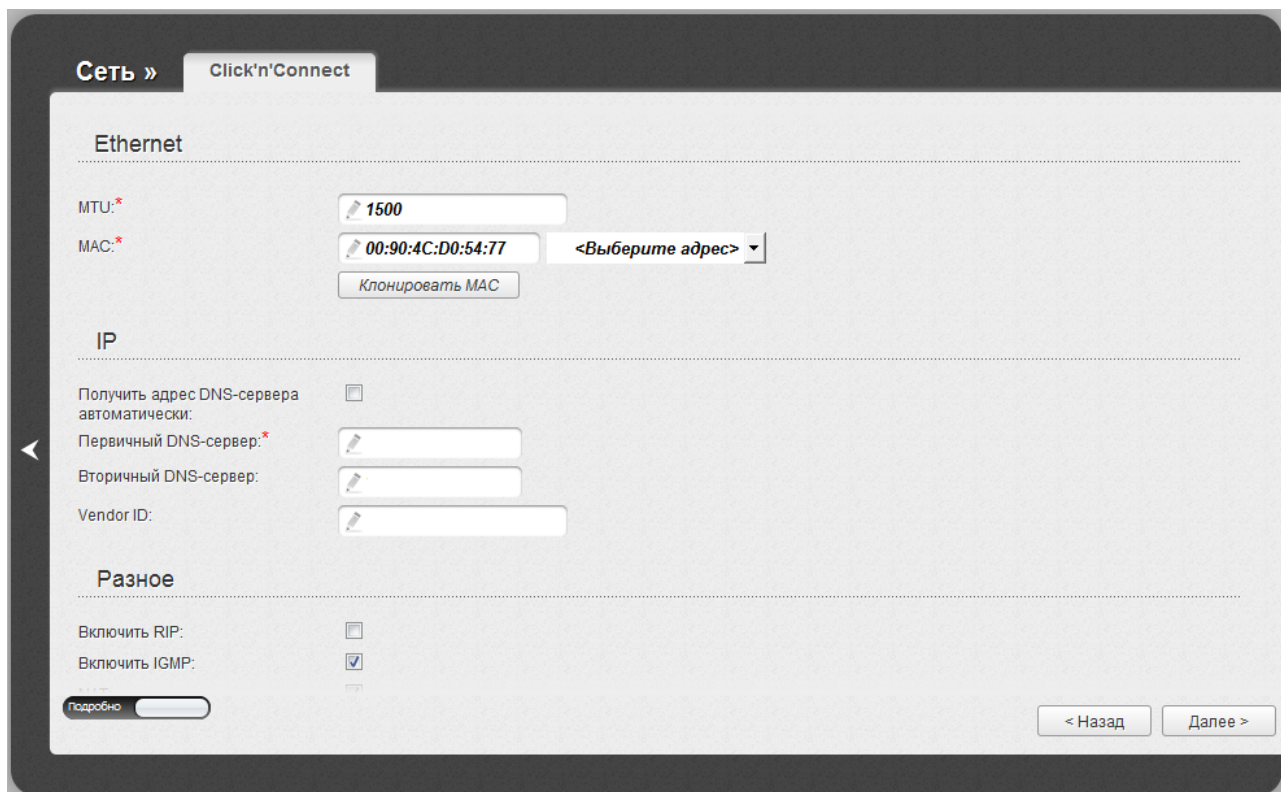 Сеть »
Click'n'Connect
Ethernet
MTU:*
1500
MAC:*
00:90:4C:D0:54:77
<Выберите адрес>
Клонировать MAC
IP
Получить адрес DNS-сервера
автоматически:
Первичный DNS-сервер:*
Вторичный DNS-сервер:
Vendor ID:
Разное
Включить RIP:
Включить IGMP:
Подробно
< Назад
Далее >